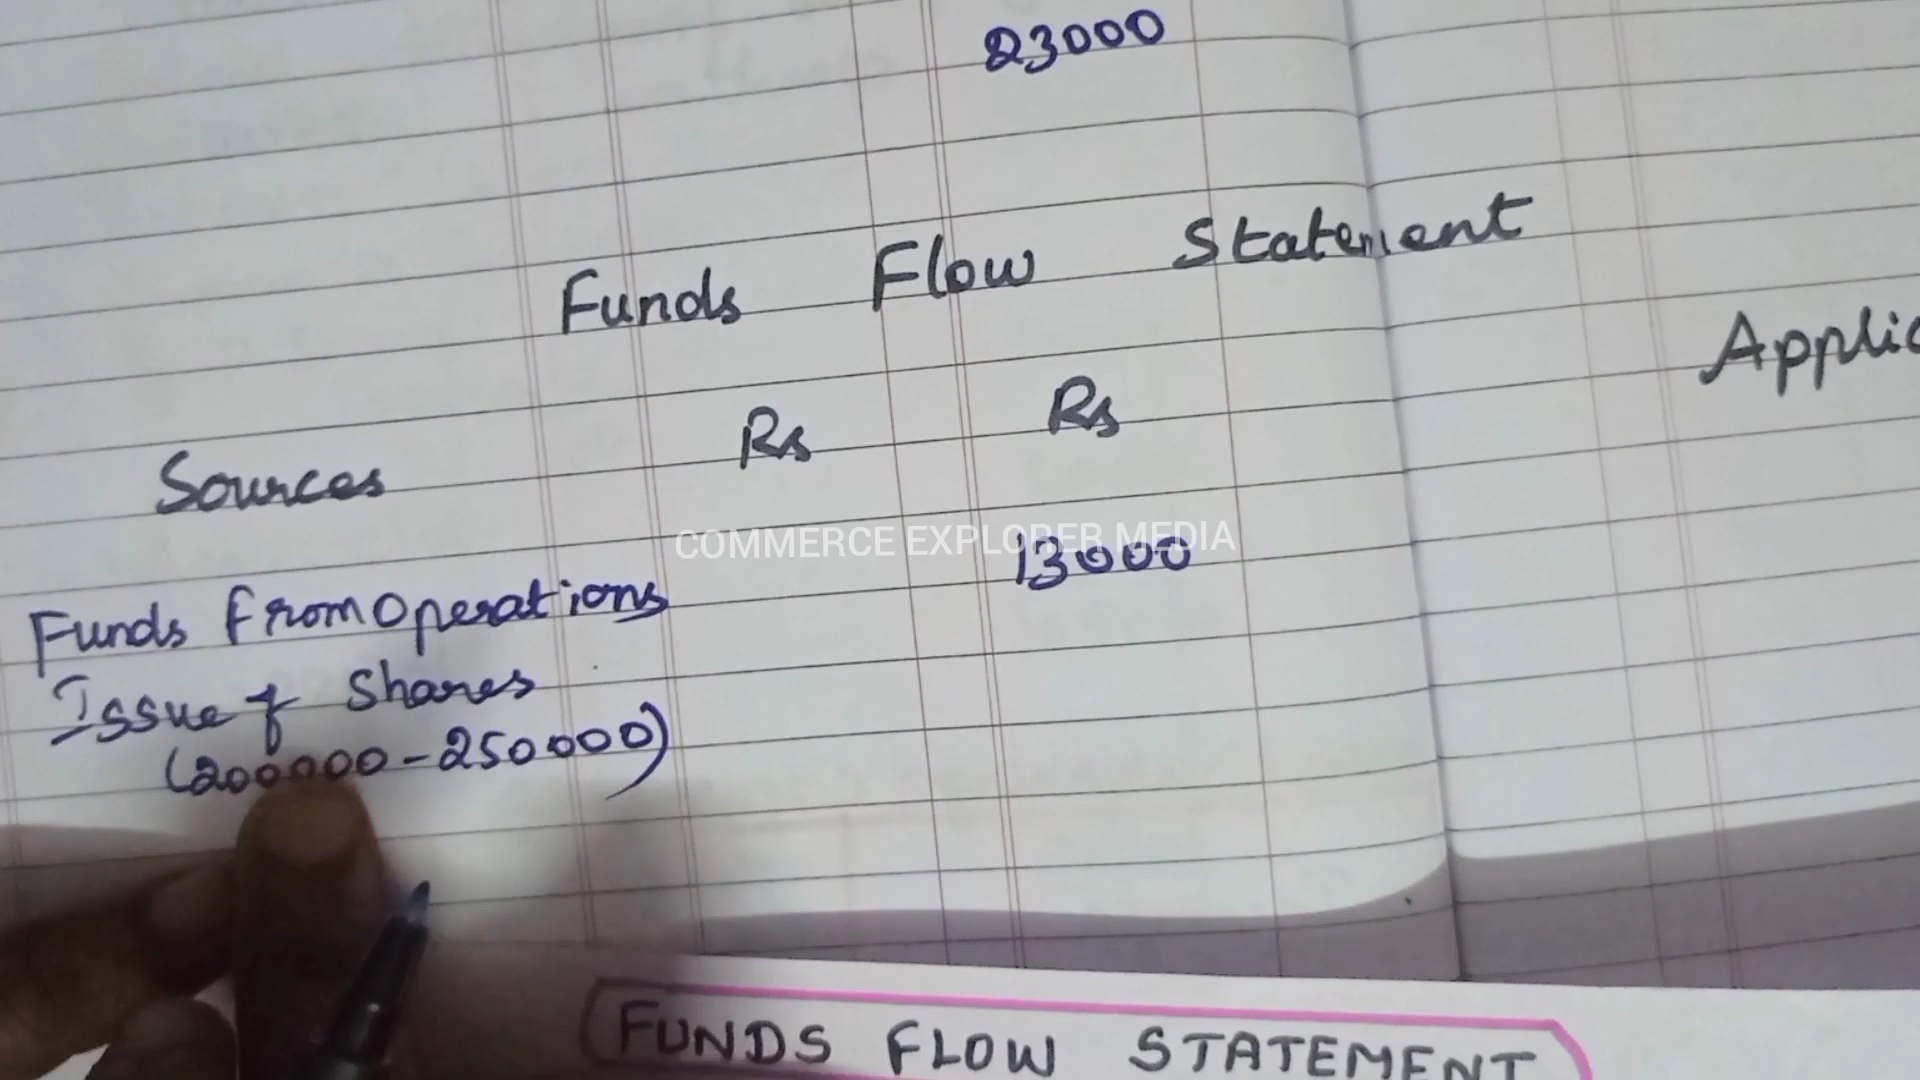 23000
Funds Flow Statement
Applic
Sources Rs Rs
COMMERCE EXPLORER MEDIA
Funds from Operations 13000
Issue of Shares
(200000-250000)
FUNDS FLOW STATEMENT